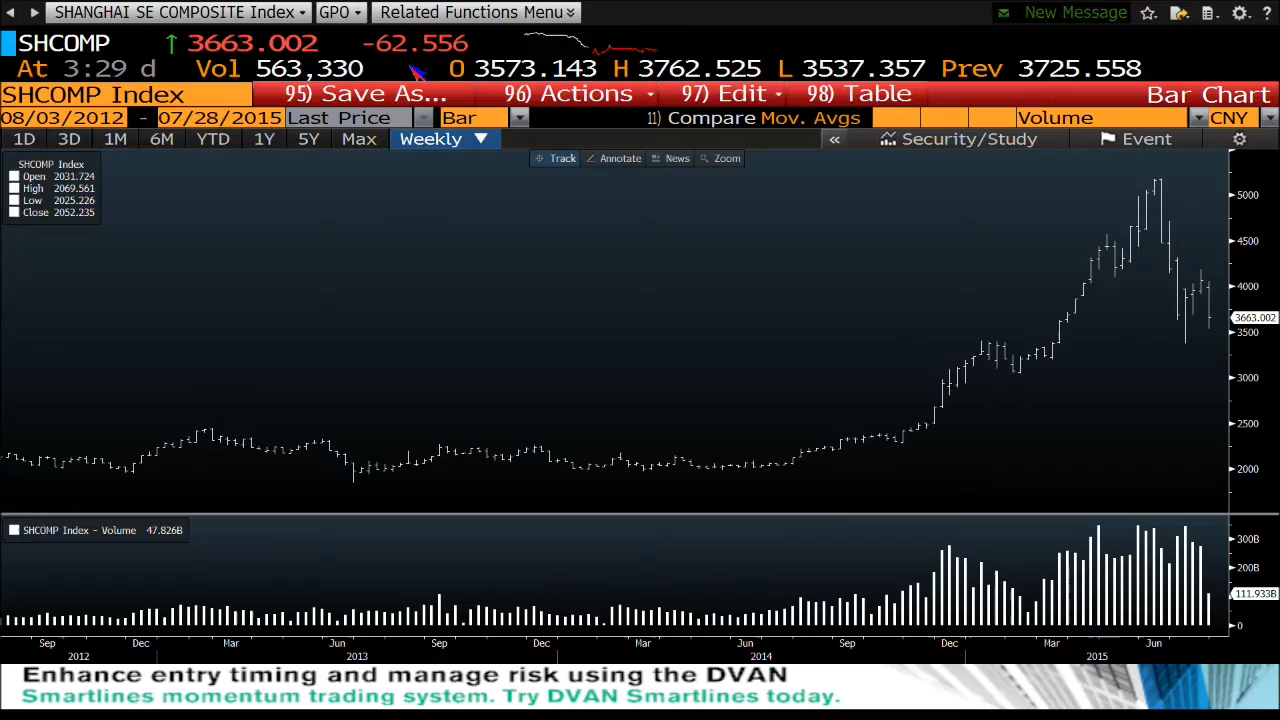 SHANGHAI SE COMPOSITE Index GPO Related Functions Menu New Message ?
SHCOMP ↑ 3663.002 -62.556
At 3:29 d Vol 563,330 O 3573.143 H 3762.525 L 3537.357 Prev 3725.558
SHCOMP Index 95) Save As... 96) Actions 97) Edit 98) Table Bar Chart
08/03/2012 - 07/28/2015 Last Price Bar 11) Compare Mov. Avgs Volume CNY
1D 3D 1M 6M YTD 1Y 5Y Max Weekly ▼ « Security/Study Event
Track Annotate News Zoom
SHCOMP Index
Open 2031.724
High 2069.561
Low 2025.226
Close 2052.235
5000
4500
4000
3663.002
3500
3000
2500
2000
SHCOMP Index - Volume 47.826B
300B
200B
111.933B
0
Sep Dec Mar Jun Sep Dec Mar Jun Sep Dec Mar Jun
2012 2013 2014 2015
Enhance entry timing and manage risk using the DVAN
Smartlines momentum trading system. Try DVAN Smartlines today.